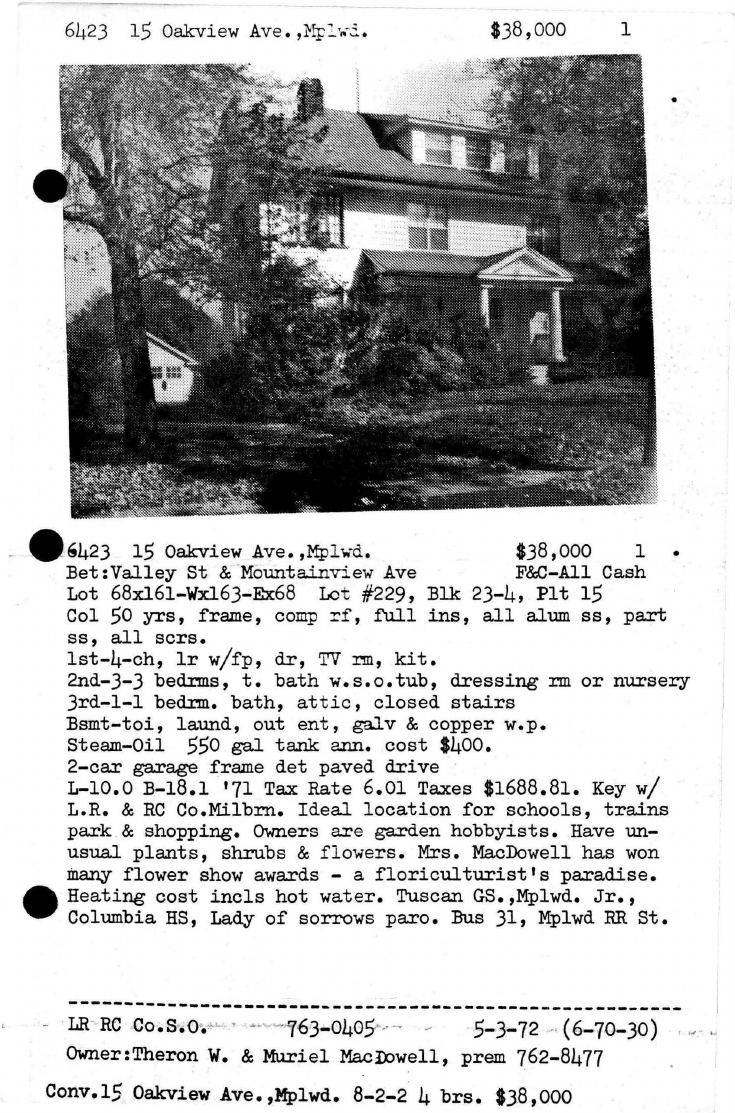 6423 15 Oakview Ave.,Mplwd. $38,000 1
6423 15 Oakview Ave.,Mplwd. $38,000 1
Bet:Valley St & Mountainview Ave F&C-All Cash
Lot 68x161-Wx163-Ex68 Lot #229, Blk 23-4, Plt 15
Col 50 yrs, frame, comp rf, full ins, all alum ss, part
ss, all scrs.
1st-4-ch, lr w/fp, dr, TV rm, kit.
2nd-3-3 bedrms, t. bath w.s.o.tub, dressing rm or nursery
3rd-1-1 bedrm. bath, attic, closed stairs
Bsmt-toi, laund, out ent, galv & copper w.p.
Steam-Oil 550 gal tank ann. cost $400.
2-car garage frame det paved drive
L-10.0 B-18.1 '71 Tax Rate 6.01 Taxes $1688.81. Key w/
L.R. & RC Co.Milbrn. Ideal location for schools, trains
park & shopping. Owners are garden hobbyists. Have un-
usual plants, shrubs & flowers. Mrs. MacDowell has won
many flower show awards - a floriculturist's paradise.
Heating cost incls hot water. Tuscan GS.,Mplwd. Jr.,
Columbia HS, Lady of sorrows paro. Bus 31, Mplwd RR St.
LR RC Co.S.O. 763-0405 5-3-72 (6-70-30)
Owner:Theron W. & Muriel MacDowell, prem 762-8477
Conv.15 Oakview Ave.,Mplwd. 8-2-2 4 brs. $38,000